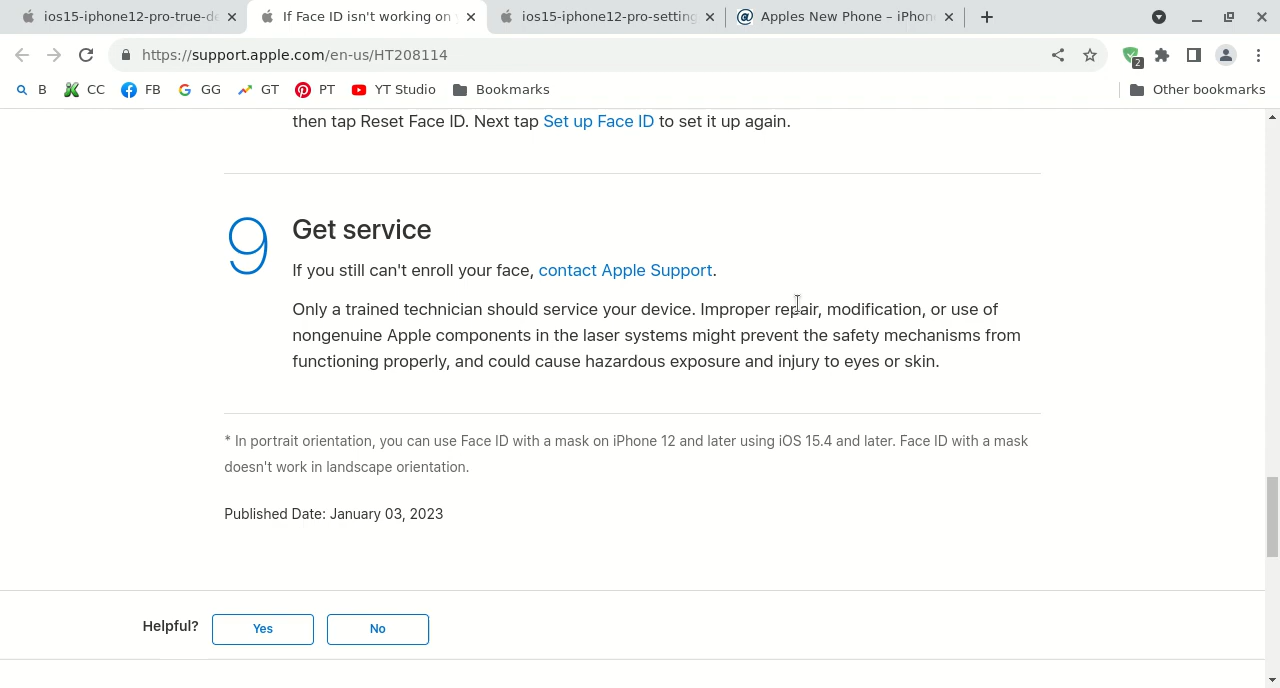 ios15-iphone12-pro-true-de
If Face ID isn't working on
ios15-iphone12-pro-setting
Apples New Phone – iPhon
https://support.apple.com/en-us/HT208114
2
B
CC
FB
GG
GT
PT
YT Studio
Bookmarks
Other bookmarks
then tap Reset Face ID. Next tap Set up Face ID to set it up again.
9
Get service
If you still can't enroll your face, contact Apple Support.
Only a trained technician should service your device. Improper repair, modification, or use of
nongenuine Apple components in the laser systems might prevent the safety mechanisms from
functioning properly, and could cause hazardous exposure and injury to eyes or skin.
* In portrait orientation, you can use Face ID with a mask on iPhone 12 and later using iOS 15.4 and later. Face ID with a mask
doesn't work in landscape orientation.
Published Date: January 03, 2023
Helpful?
Yes
No